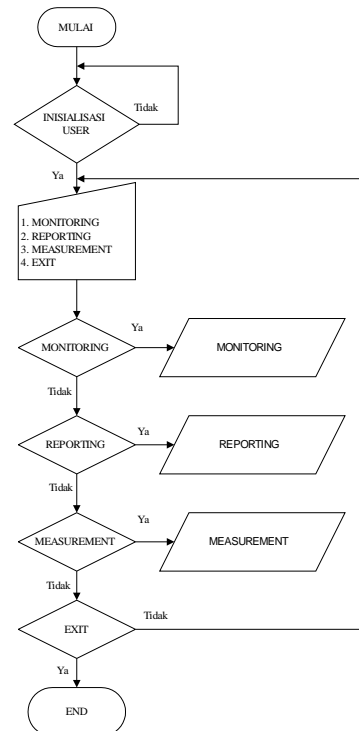 MULAI
INISIALISASI
USER
Tidak
Ya
1. MONITORING
2. REPORTING
3. MEASUREMENT
4. EXIT
MONITORING
Ya
MONITORING
Tidak
REPORTING
Ya
REPORTING
Tidak
MEASUREMENT
Ya
MEASUREMENT
Tidak
EXIT
Tidak
Ya
END